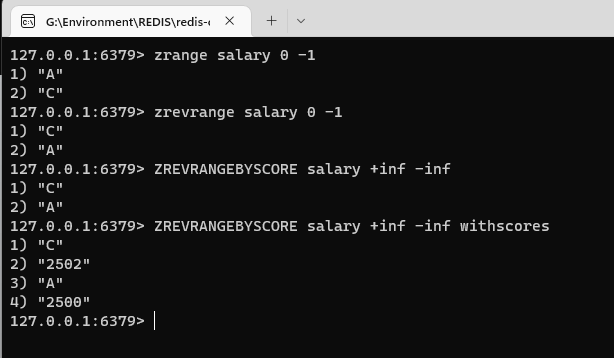 G:\Environment\REDIS\redis-c
127.0.0.1:6379> zrange salary 0 -1
1) "A"
2) "C"
127.0.0.1:6379> zrevrange salary 0 -1
1) "C"
2) "A"
127.0.0.1:6379> ZREVRANGEBYSCORE salary +inf -inf
1) "C"
2) "A"
127.0.0.1:6379> ZREVRANGEBYSCORE salary +inf -inf withscores
1) "C"
2) "2502"
3) "A"
4) "2500"
127.0.0.1:6379>